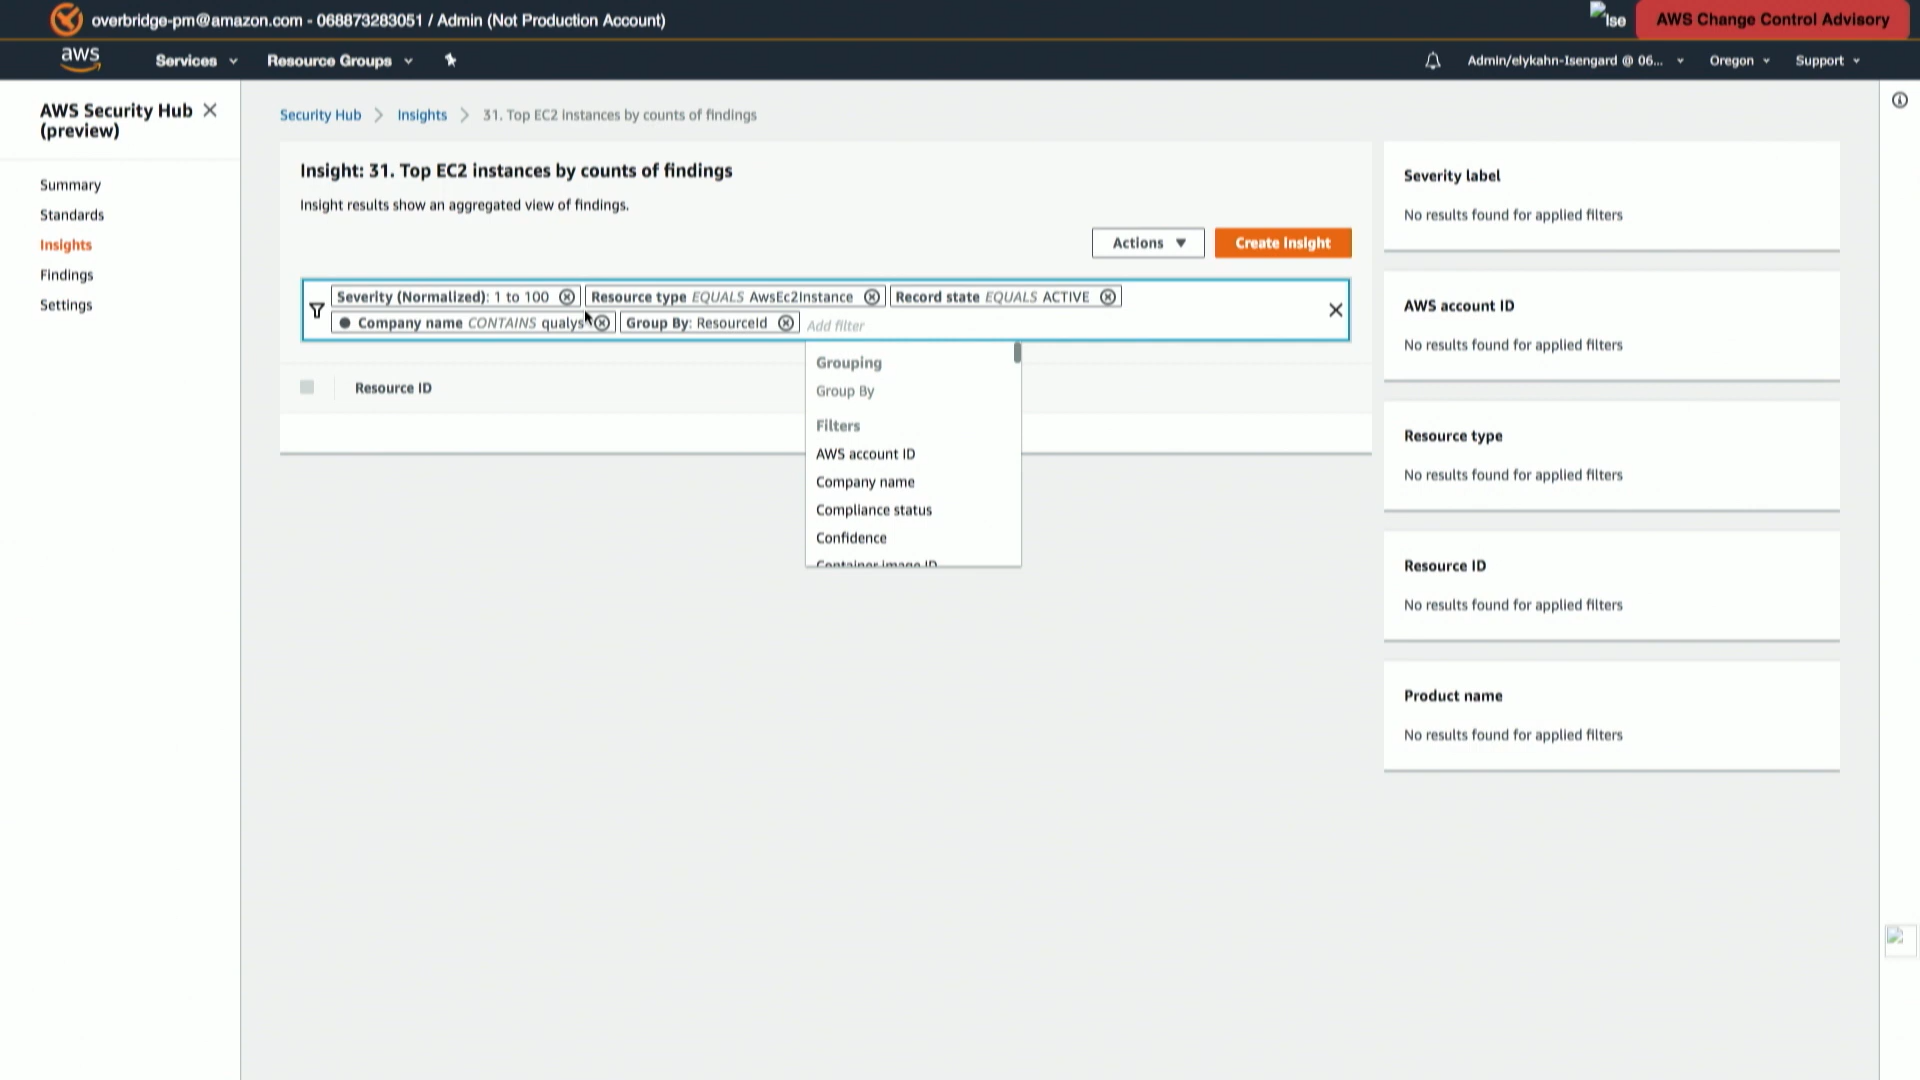 overbridge-pm@amazon.com - 068873283051 / Admin (Not Production Account)
Ise
AWS Change Control Advisory
aws
Services
Resource Groups
Admin/elykahn-Isengard @ 06...
Oregon
Support
AWS Security Hub
(preview)
Summary
Standards
Insights
Findings
Settings
Security Hub
Insights
31. Top EC2 instances by counts of findings
Insight: 31. Top EC2 instances by counts of findings
Insight results show an aggregated view of findings.
Actions
Create insight
Severity (Normalized): 1 to 100
Resource type EQUALS AwsEc2Instance
Record state EQUALS ACTIVE
Company name CONTAINS qualys
Group By: ResourceId
Add filter
Grouping
Group By
Filters
AWS account ID
Company name
Compliance status
Confidence
Container image ID
Resource ID
Severity label
No results found for applied filters
AWS account ID
No results found for applied filters
Resource type
No results found for applied filters
Resource ID
No results found for applied filters
Product name
No results found for applied filters